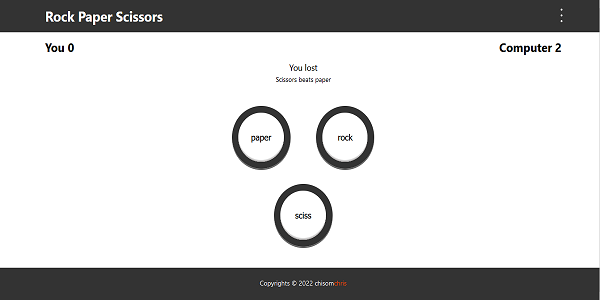 Rock Paper Scissors
You 0
Computer 2
You lost
Scissors beats paper
paper
rock
sciss
Copyrights © 2022 chisomchris